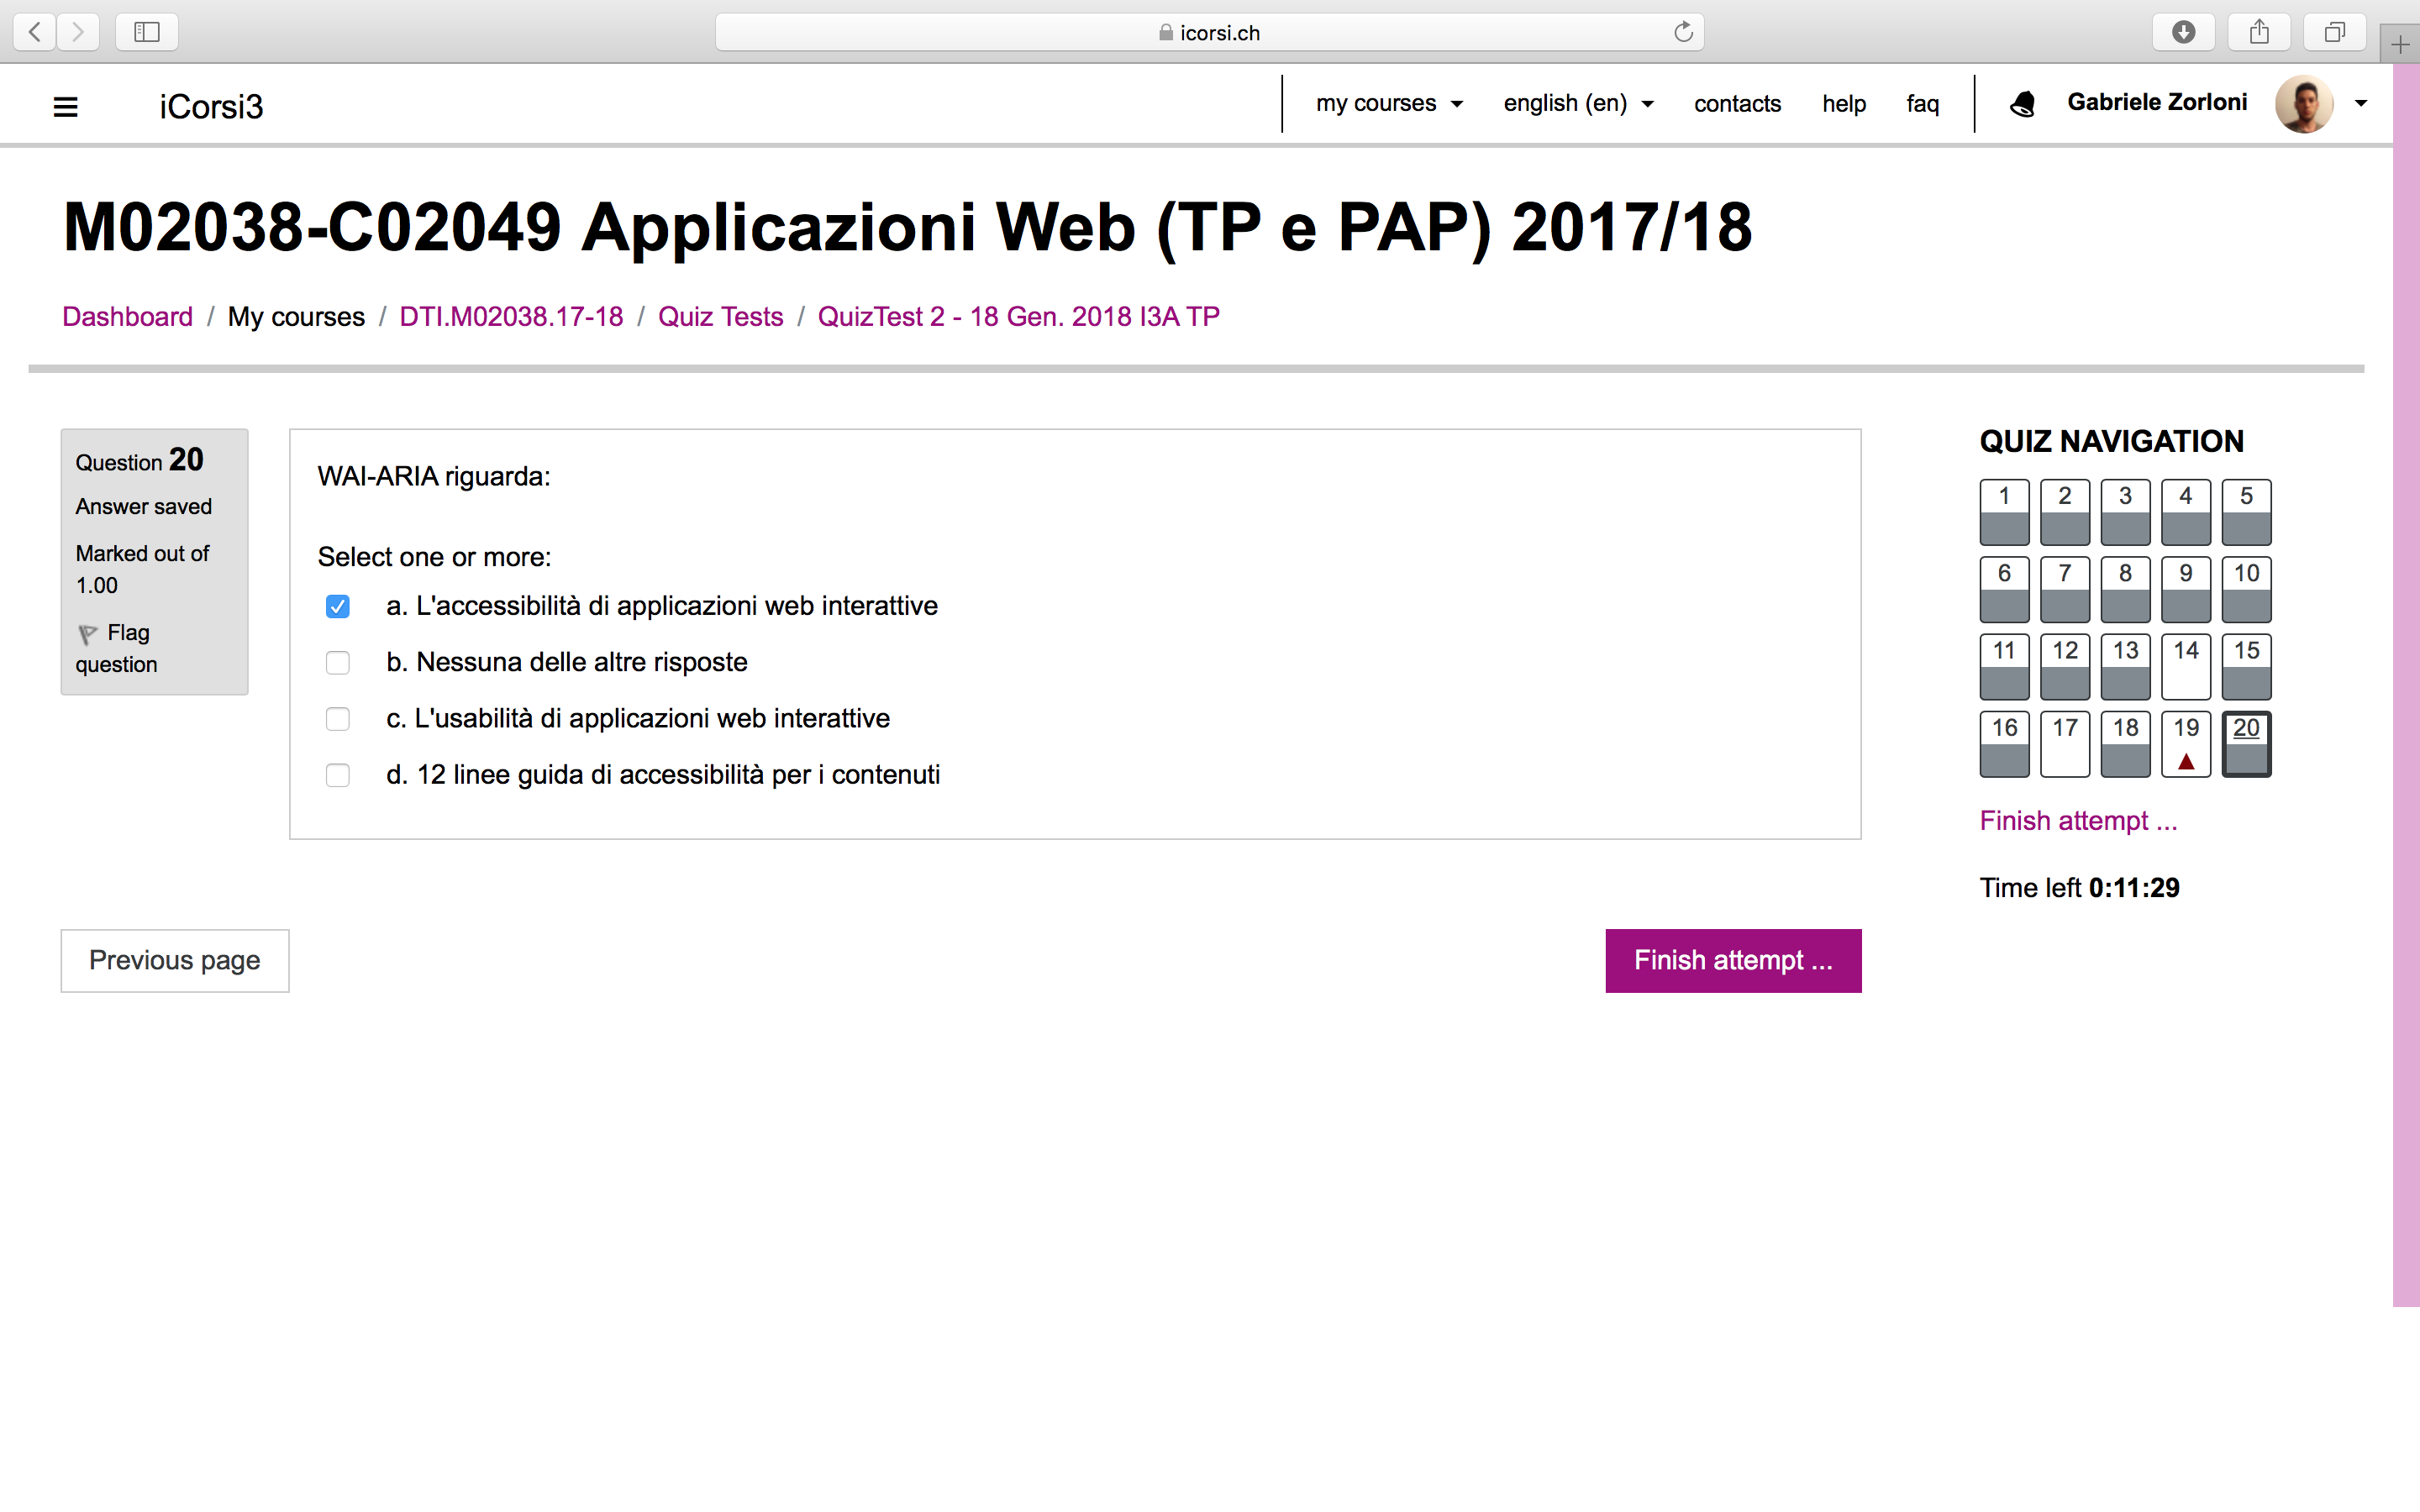 icorsi.ch
iCorsi3
my courses
english (en)
contacts
help
faq
Gabriele Zorloni
M02038-C02049 Applicazioni Web (TP e PAP) 2017/18
Dashboard / My courses / DTI.M02038.17-18 / Quiz Tests / QuizTest 2 - 18 Gen. 2018 I3A TP
Question 20
Answer saved
Marked out of
1.00
Flag
question
WAI-ARIA riguarda:
Select one or more:
a. L'accessibilità di applicazioni web interattive
b. Nessuna delle altre risposte
c. L'usabilità di applicazioni web interattive
d. 12 linee guida di accessibilità per i contenuti
Previous page
Finish attempt ...
QUIZ NAVIGATION
1 2 3 4 5
6 7 8 9 10
11 12 13 14 15
16 17 18 19 20
Finish attempt ...
Time left 0:11:29